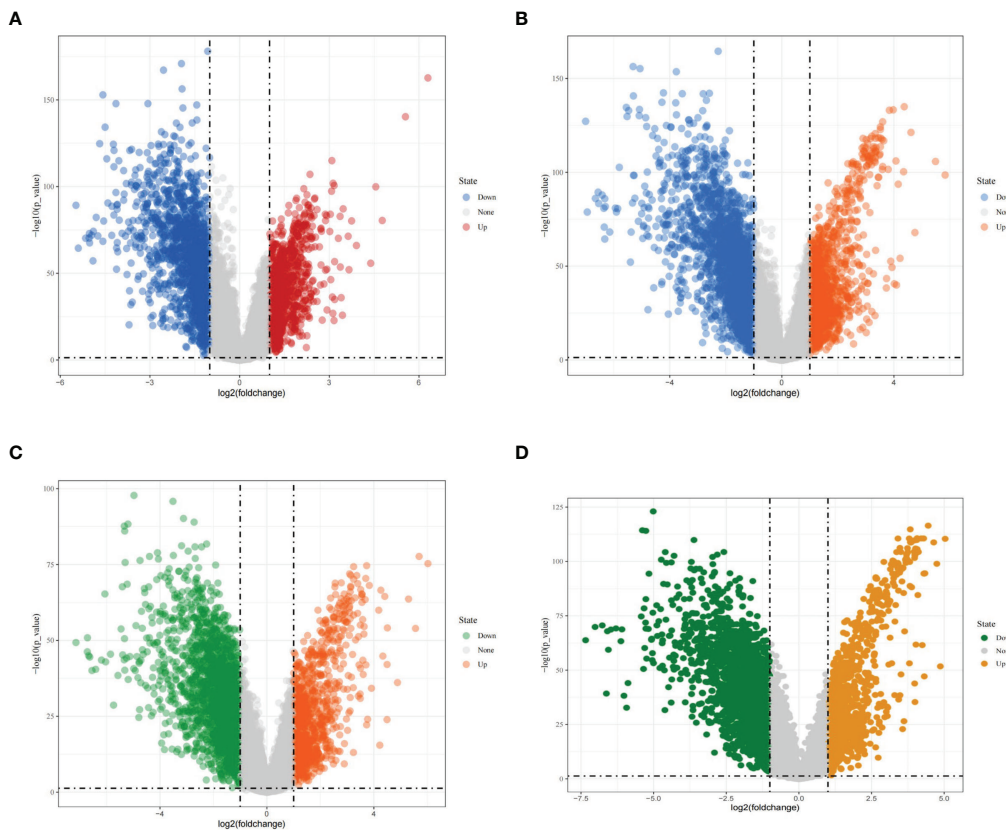 A
−log10(p_value)
150
100
50
0
−6
−3
0
3
6
log2(foldchange)
State
Down
None
Up
B
−log10(p_value)
150
100
50
0
−4
0
4
log2(foldchange)
State
Do
No
Up
C
−log10(p_value)
100
75
50
25
0
−4
0
4
log2(foldchange)
State
Down
None
Up
D
−log10(p_value)
125
100
75
50
25
0
−7.5
−5.0
−2.5
0.0
2.5
5.0
log2(foldchange)
State
Do
No
Up